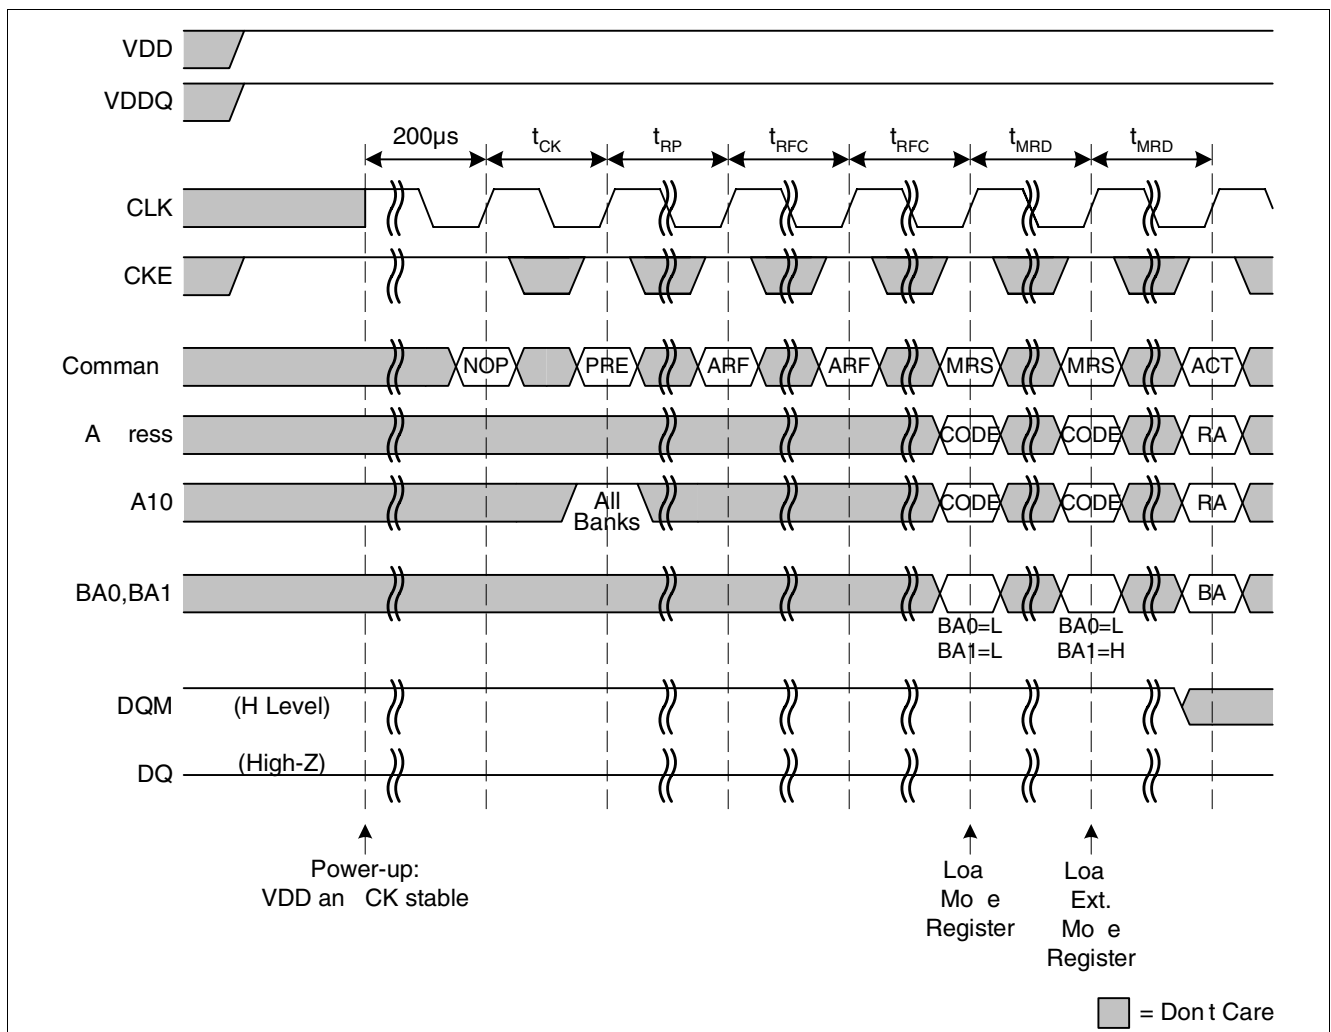 VDD
VDDQ
200µs tCK tRP tRFC tRFC tMRD tMRD
CLK
CKE
Comman NOP PRE ARF ARF MRS MRS ACT
A ress CODE CODE RA
A10 All Banks CODE CODE RA
BA0,BA1 BA
BA0=L BA0=L
BA1=L BA1=H
DQM (H Level)
DQ (High-Z)
Power-up:
VDD an CK stable
Loa
Mo e
Register
Loa
Ext.
Mo e
Register
= Don t Care